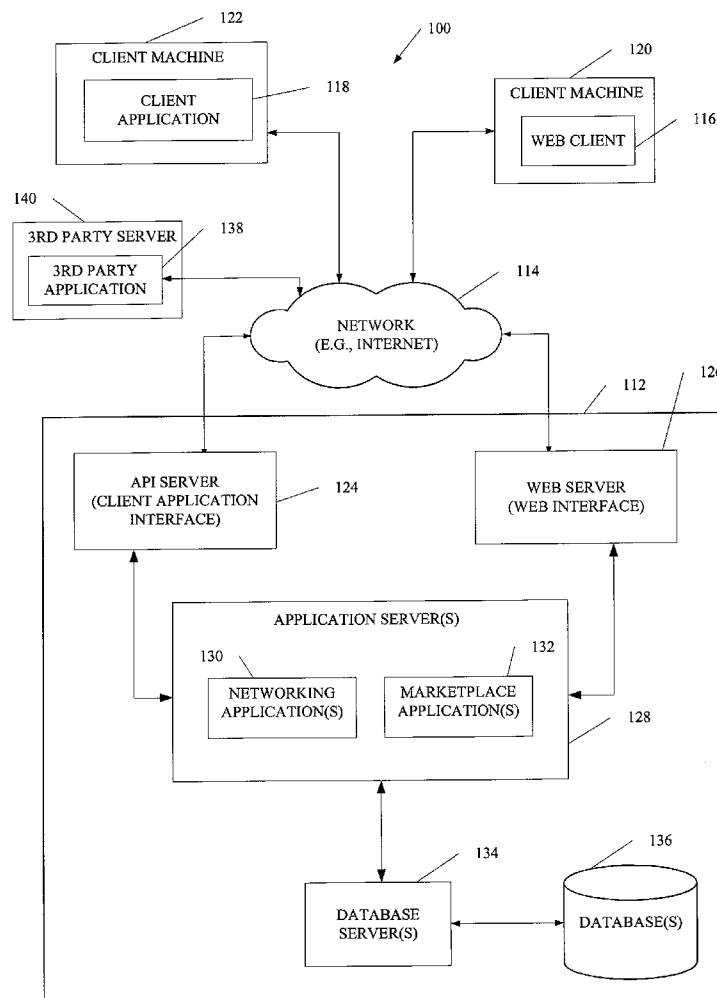 122
100
120
CLIENT MACHINE
CLIENT
APPLICATION
118
CLIENT MACHINE
WEB CLIENT
116
140
3RD PARTY SERVER
138
3RD PARTY
APPLICATION
114
NETWORK
(E.G., INTERNET)
112
126
API SERVER
(CLIENT APPLICATION
INTERFACE)
124
WEB SERVER
(WEB INTERFACE)
APPLICATION SERVER(S)
130
132
NETWORKING
APPLICATION(S)
MARKETPLACE
APPLICATION(S)
128
134
136
DATABASE
SERVER(S)
DATABASE(S)